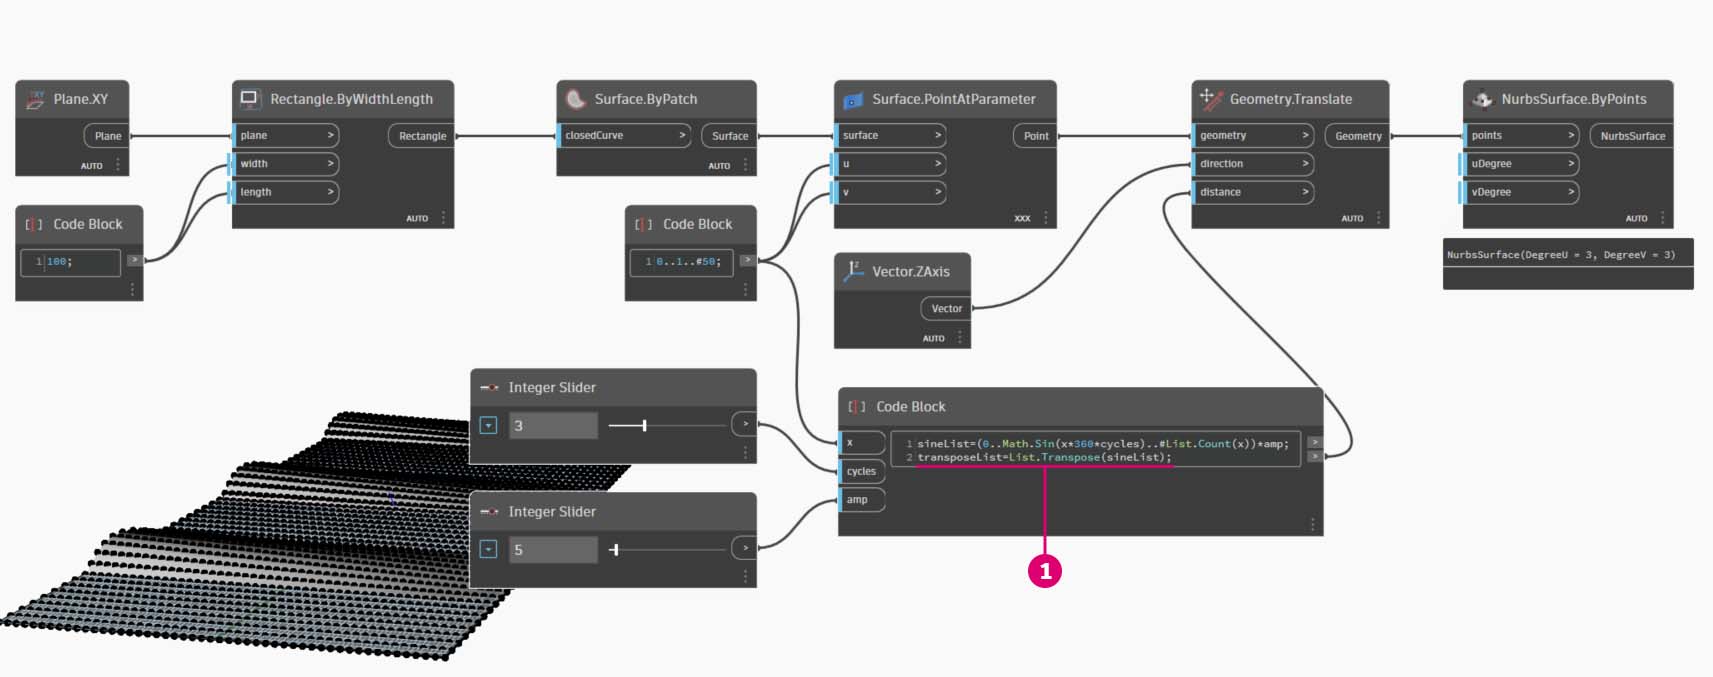 Plane.XY
Plane
AUTO
Rectangle.ByWidthLength
plane >
width >
length >
Rectangle
AUTO
Surface.ByPatch
closedCurve >
Surface
AUTO
Surface.PointAtParameter
surface >
u >
v >
Point
XXX
Geometry.Translate
geometry >
direction >
distance >
Geometry
AUTO
NurbsSurface.ByPoints
points >
uDegree >
vDegree >
NurbsSurface
AUTO
NurbsSurface(DegreeU = 3, DegreeV = 3)
Code Block
1 100;
>
Code Block
1 0..1..#50;
>
Vector.ZAxis
Vector
AUTO
Integer Slider
3
>
Integer Slider
5
>
Code Block
x
cycles
amp
1 sineList=(0..Math.Sin(x*360*cycles)..#List.Count(x))*amp;
2 transposeList=List.Transpose(sineList);
>
>
1